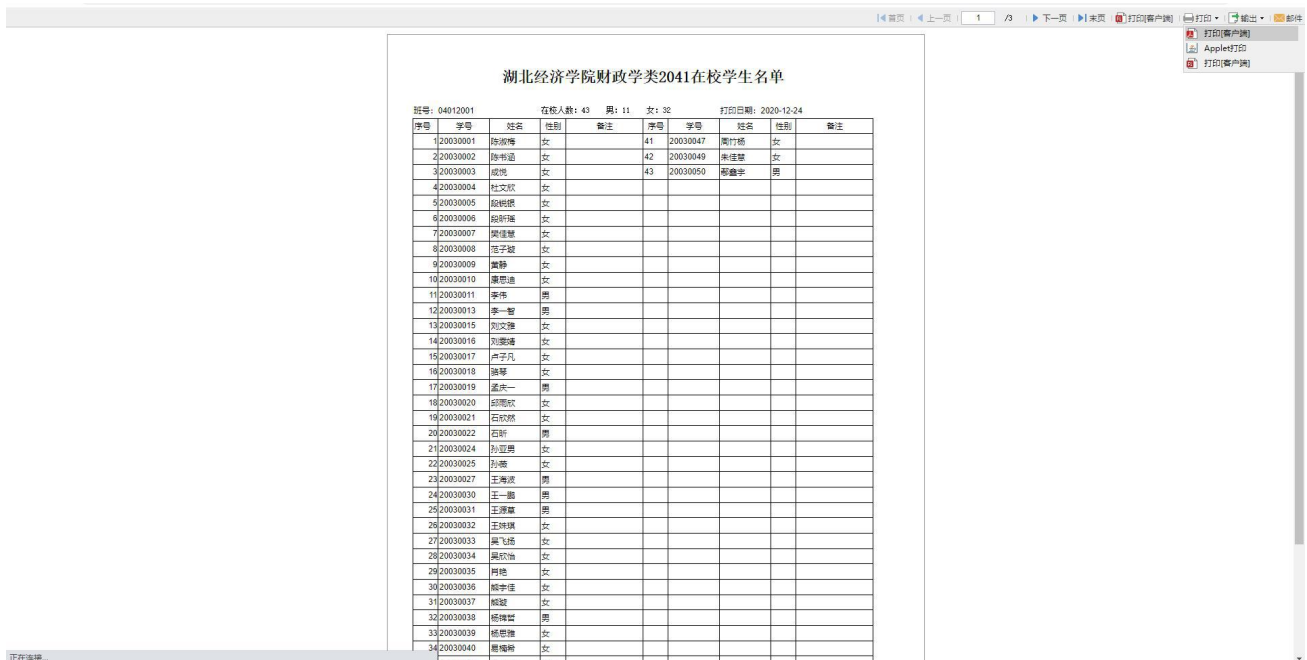 首页 上一页 1 /3 下一页 末页 打印[客户端] 打印 输出 邮件
打印[客户端]
Applet打印
打印[客户端]
湖北经济学院财政学类2041在校学生名单
班号：04012001 在校人数：43 男：11 女：32 打印日期：2020-12-24
序号 学号 姓名 性别 备注 序号 学号 姓名 性别 备注
1 20030001 陈淑梅 女 41 20030047 周竹杨 女
2 20030002 陈书涵 女 42 20030049 朱佳慧 女
3 20030003 成悦 女 43 20030050 鄢鑫宇 男
4 20030004 杜文欣 女
5 20030005 段锐银 女
6 20030006 段昕瑶 女
7 20030007 樊佳慧 女
8 20030008 范子璇 女
9 20030009 黄静 女
10 20030010 康思迪 女
11 20030011 李伟 男
12 20030013 李一智 男
13 20030015 刘文雅 女
14 20030016 刘雯婧 女
15 20030017 卢子凡 女
16 20030018 骆琴 女
17 20030019 孟庆一 男
18 20030020 邱雨欣 女
19 20030021 石欣然 女
20 20030022 石昕 男
21 20030024 孙亚男 女
22 20030025 孙薇 女
23 20030027 王海波 男
24 20030030 王一鹏 男
25 20030031 男
26 20030032 王姝琪 女
27 20030033 吴飞扬 女
28 20030034 吴欣怡 女
29 20030035 肖艳 女
30 20030036 熊宇佳 女
31 20030037 熊璇 女
32 20030038 杨锦哲 男
33 20030039 杨思雅 女
34 20030040 易梅希 女
正在连接...